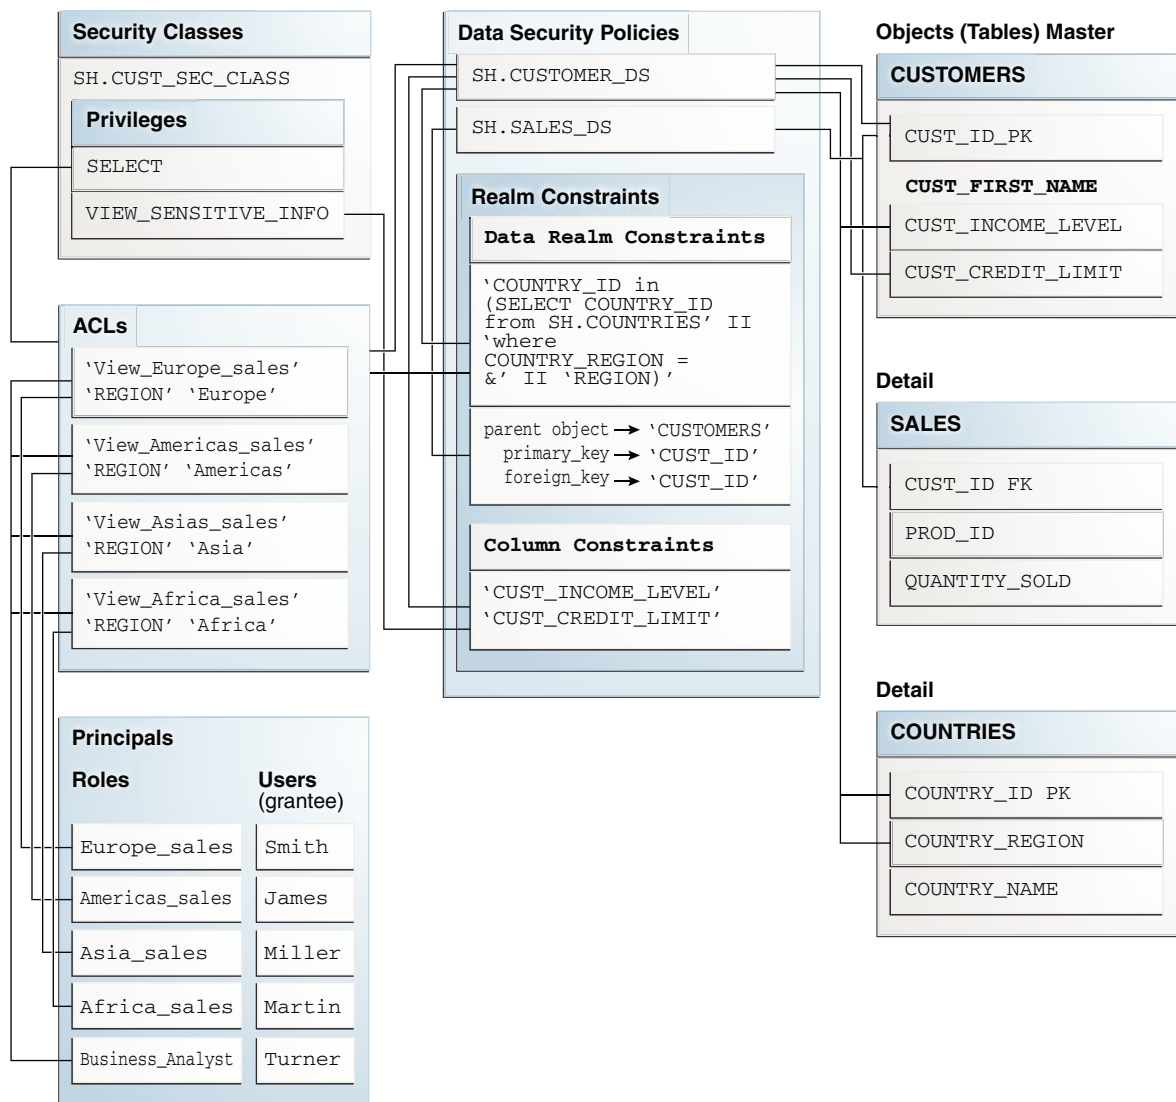 Security Classes
SH.CUST_SEC_CLASS
Privileges
SELECT
VIEW_SENSITIVE_INFO
ACLs
‘View_Europe_sales’
‘REGION’ ‘Europe’
‘View_Americas_sales’
‘REGION’ ‘Americas’
‘View_Asias_sales’
‘REGION’ ‘Asia’
‘View_Africa_sales’
‘REGION’ ‘Africa’
Principals
Roles Users
(grantee)
Europe_sales Smith
Americas_sales James
Asia_sales Miller
Africa_sales Martin
Business_Analyst Turner
Data Security Policies
SH.CUSTOMER_DS
SH.SALES_DS
Realm Constraints
Data Realm Constraints
‘COUNTRY_ID in
(SELECT COUNTRY_ID
from SH.COUNTRIES’ II
‘where
COUNTRY_REGION =
&’ II ‘REGION)’
parent object → ‘CUSTOMERS’
primary_key → ‘CUST_ID’
foreign_key → ‘CUST_ID’
Column Constraints
‘CUST_INCOME_LEVEL’
‘CUST_CREDIT_LIMIT’
Objects (Tables) Master
CUSTOMERS
CUST_ID_PK
CUST_FIRST_NAME
CUST_INCOME_LEVEL
CUST_CREDIT_LIMIT
Detail
SALES
CUST_ID FK
PROD_ID
QUANTITY_SOLD
Detail
COUNTRIES
COUNTRY_ID PK
COUNTRY_REGION
COUNTRY_NAME